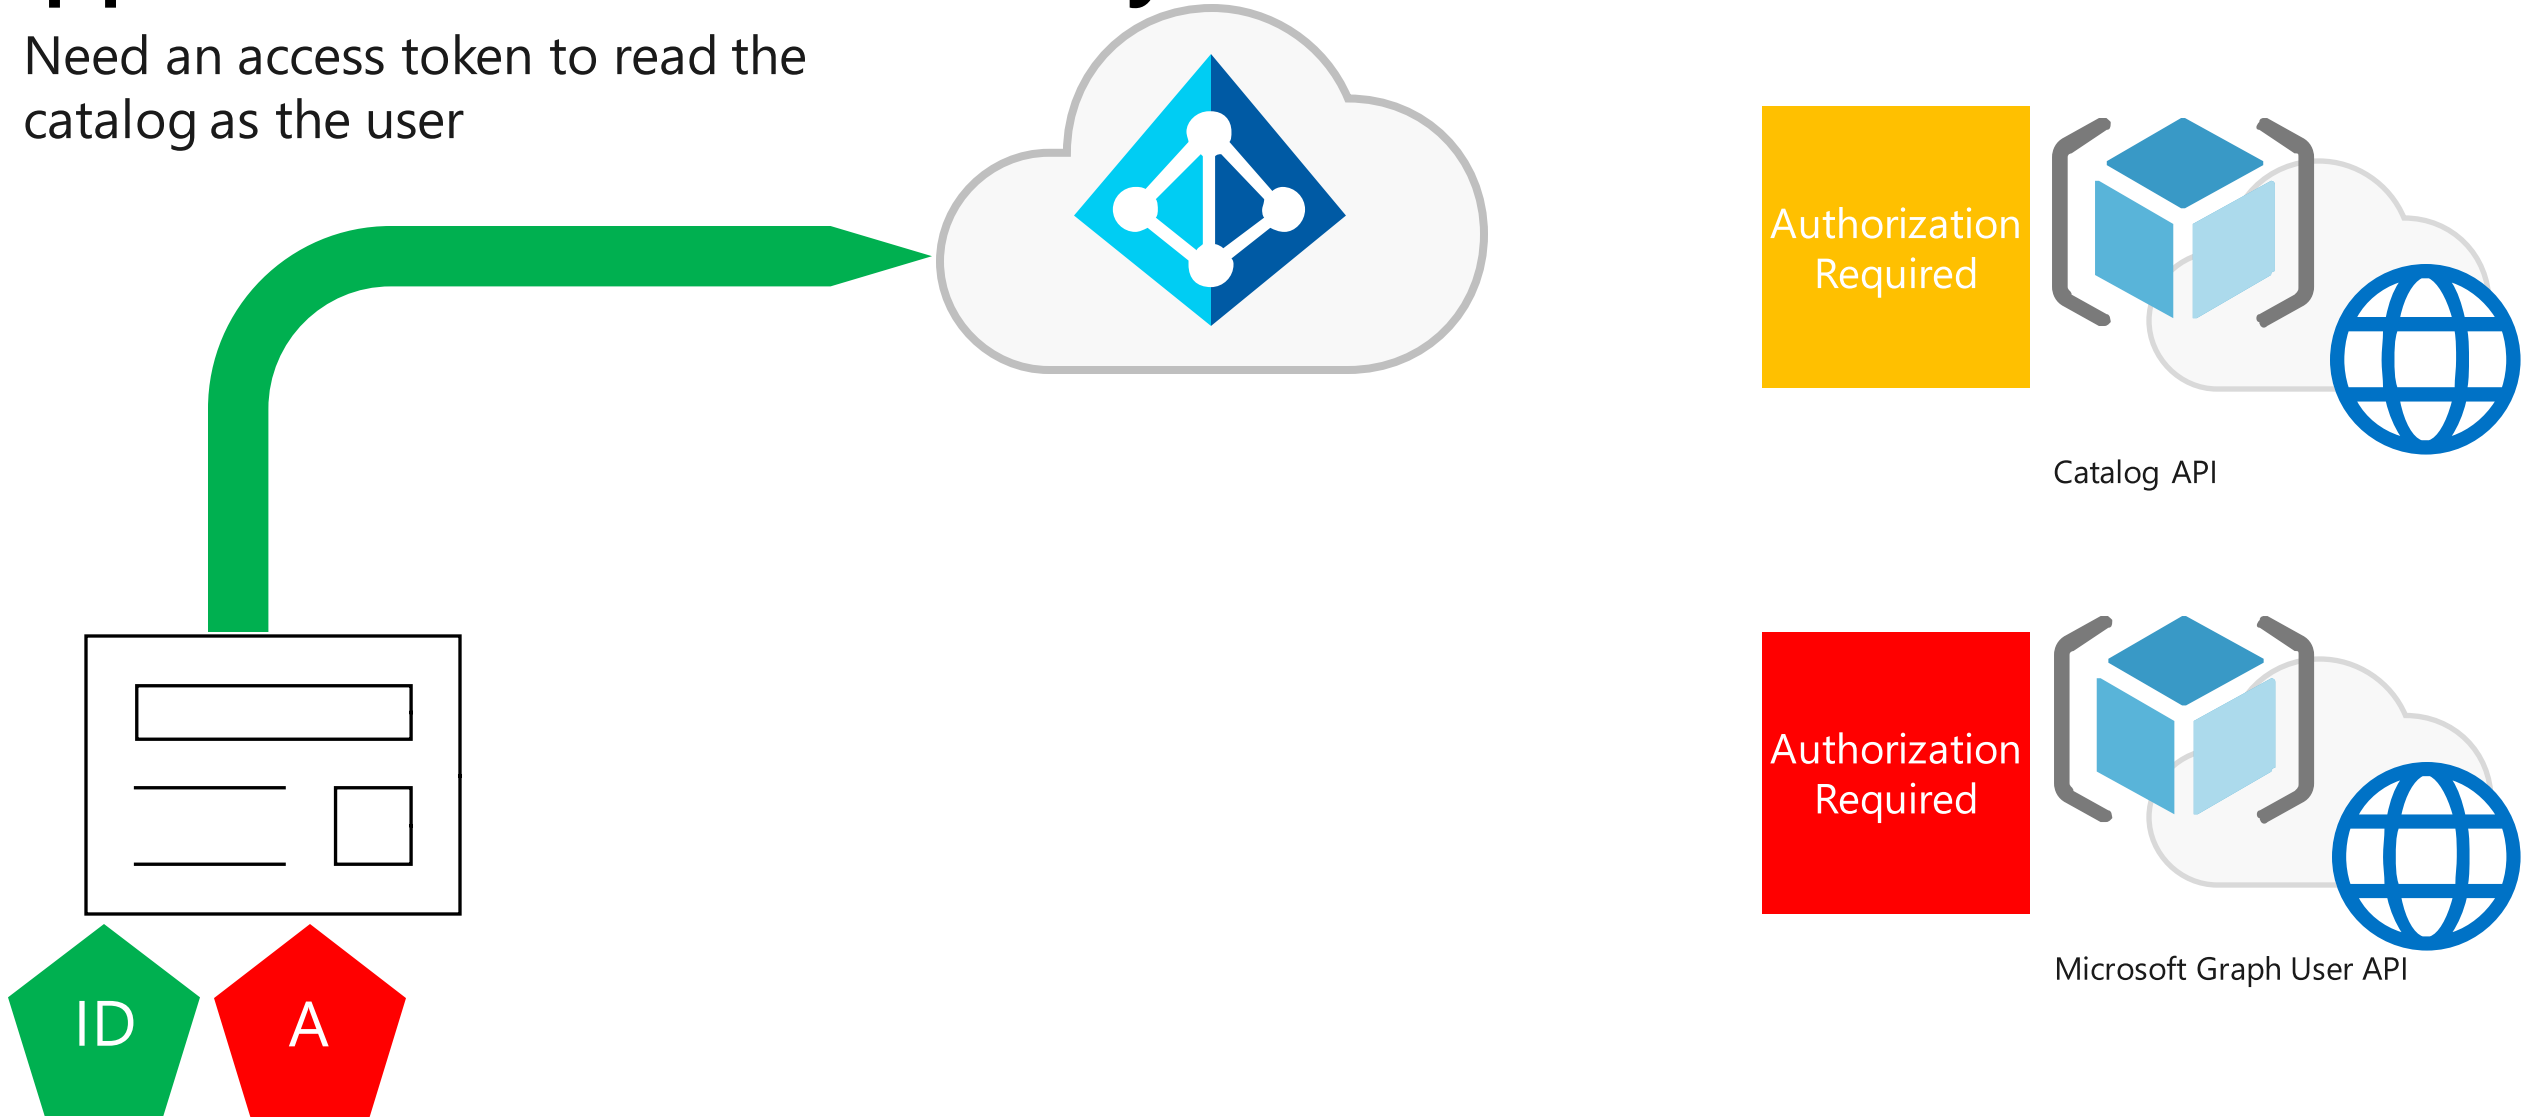 Need an access token to read the
catalog as the user
Authorization
Required
Catalog API
Authorization
Required
Microsoft Graph User API
ID
A